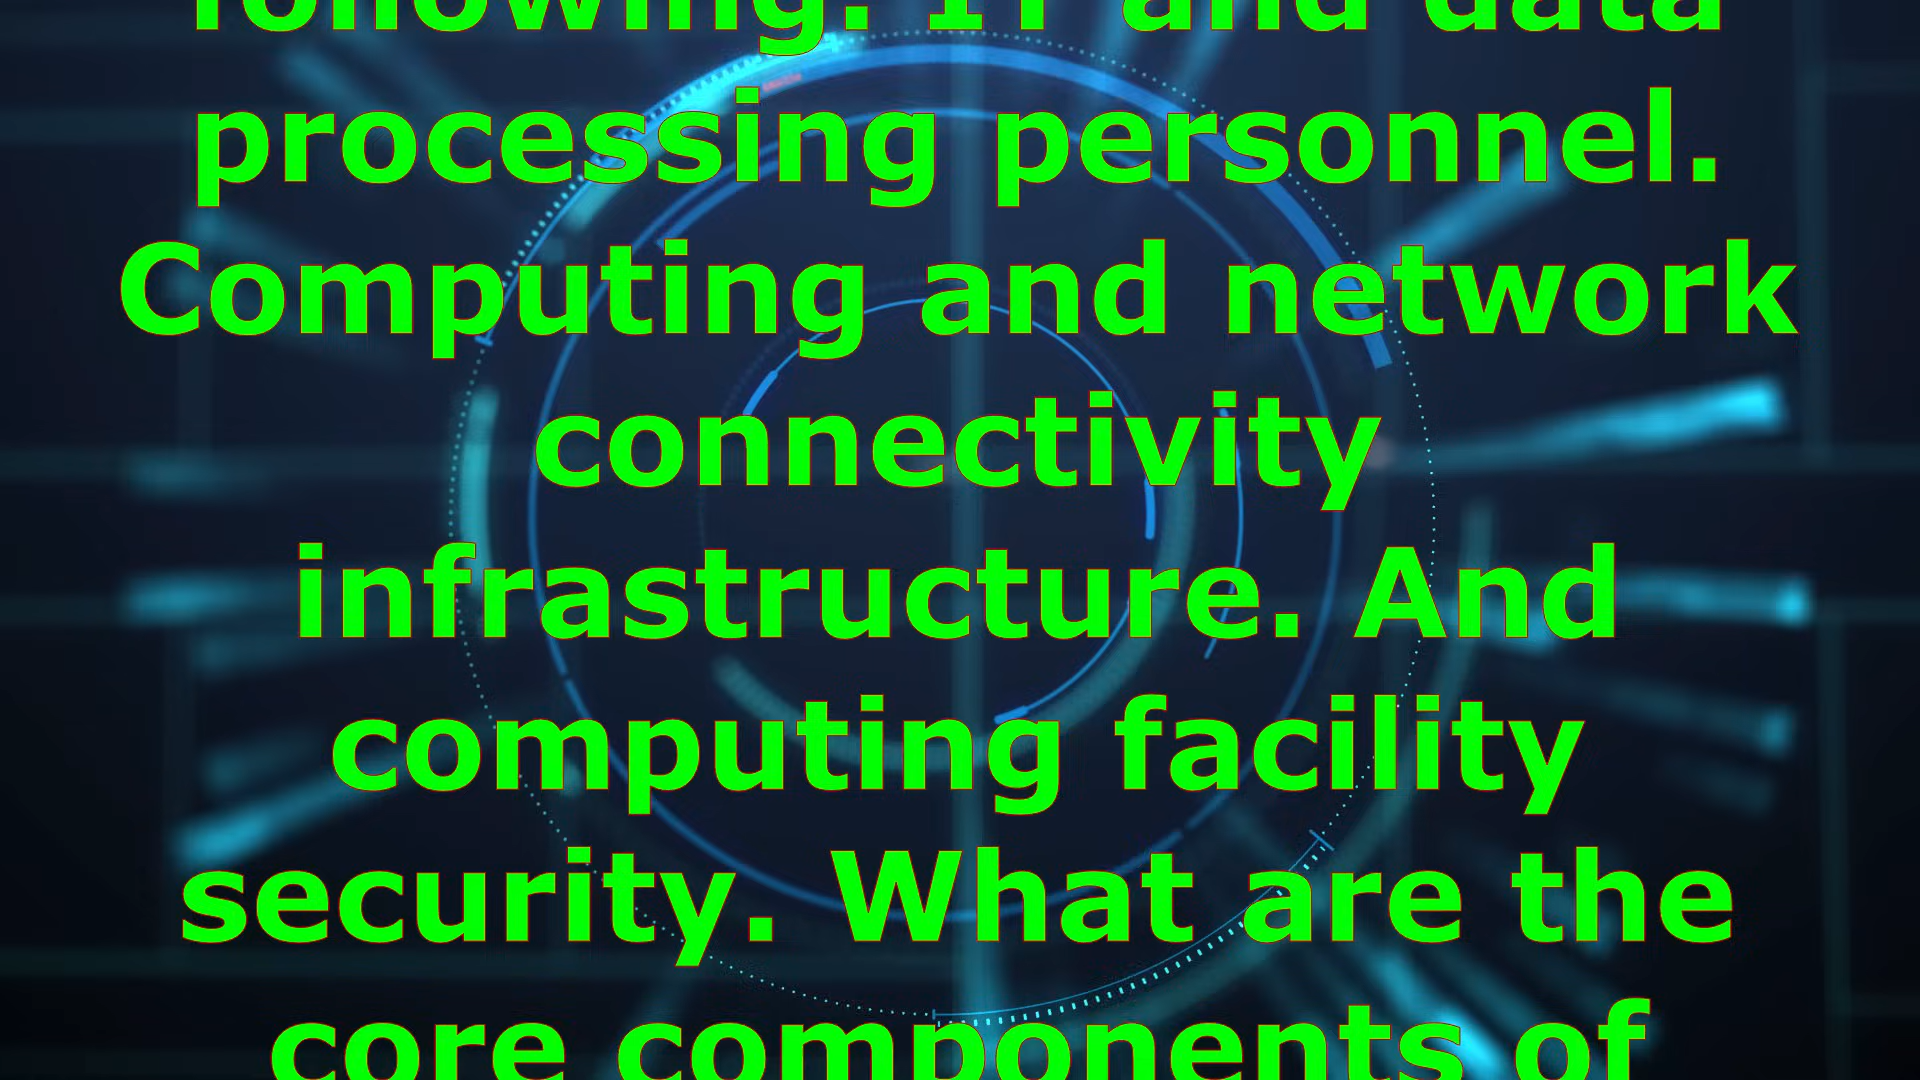 following. IT and data
processing personnel.
Computing and network
connectivity
infrastructure. And
computing facility
security. What are the
core components of